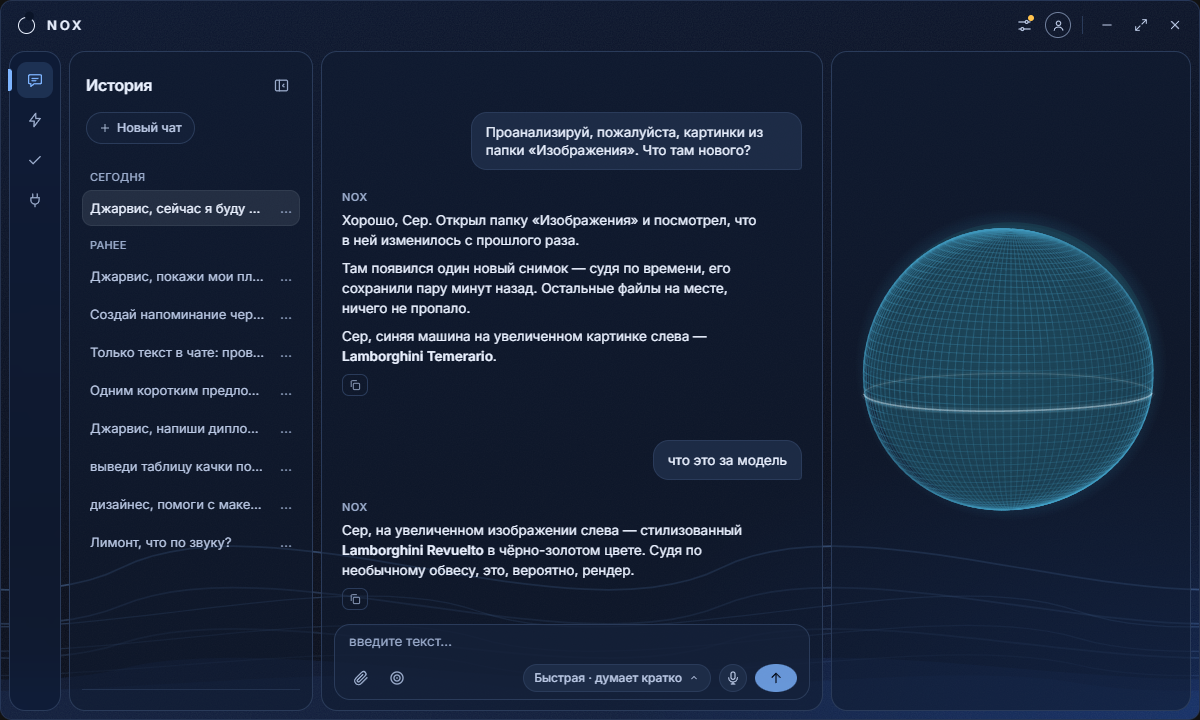 NOX
История
+ Новый чат
СЕГОДНЯ
Джарвис, сейчас я буду ... ...
РАНЕЕ
Джарвис, покажи мои пл... ...
Создай напоминание чер... ...
Только текст в чате: пров... ...
Одним коротким предло... ...
Джарвис, напиши дипло... ...
выведи таблицу качки по... ...
дизайнес, помоги с маке... ...
Лимонт, что по звуку? ...
Проанализируй, пожалуйста, картинки из
папки «Изображения». Что там нового?
NOX
Хорошо, Сер. Открыл папку «Изображения» и посмотрел, что
в ней изменилось с прошлого раза.
Там появился один новый снимок — судя по времени, его
сохранили пару минут назад. Остальные файлы на месте,
ничего не пропало.
Сер, синяя машина на увеличенном картинке слева —
Lamborghini Temerario.
что это за модель
NOX
Сер, на увеличенном изображении слева — стилизованный
Lamborghini Revuelto в чёрно-золотом цвете. Судя по
необычному обвесу, это, вероятно, рендер.
введите текст...
Быстрая · думает кратко